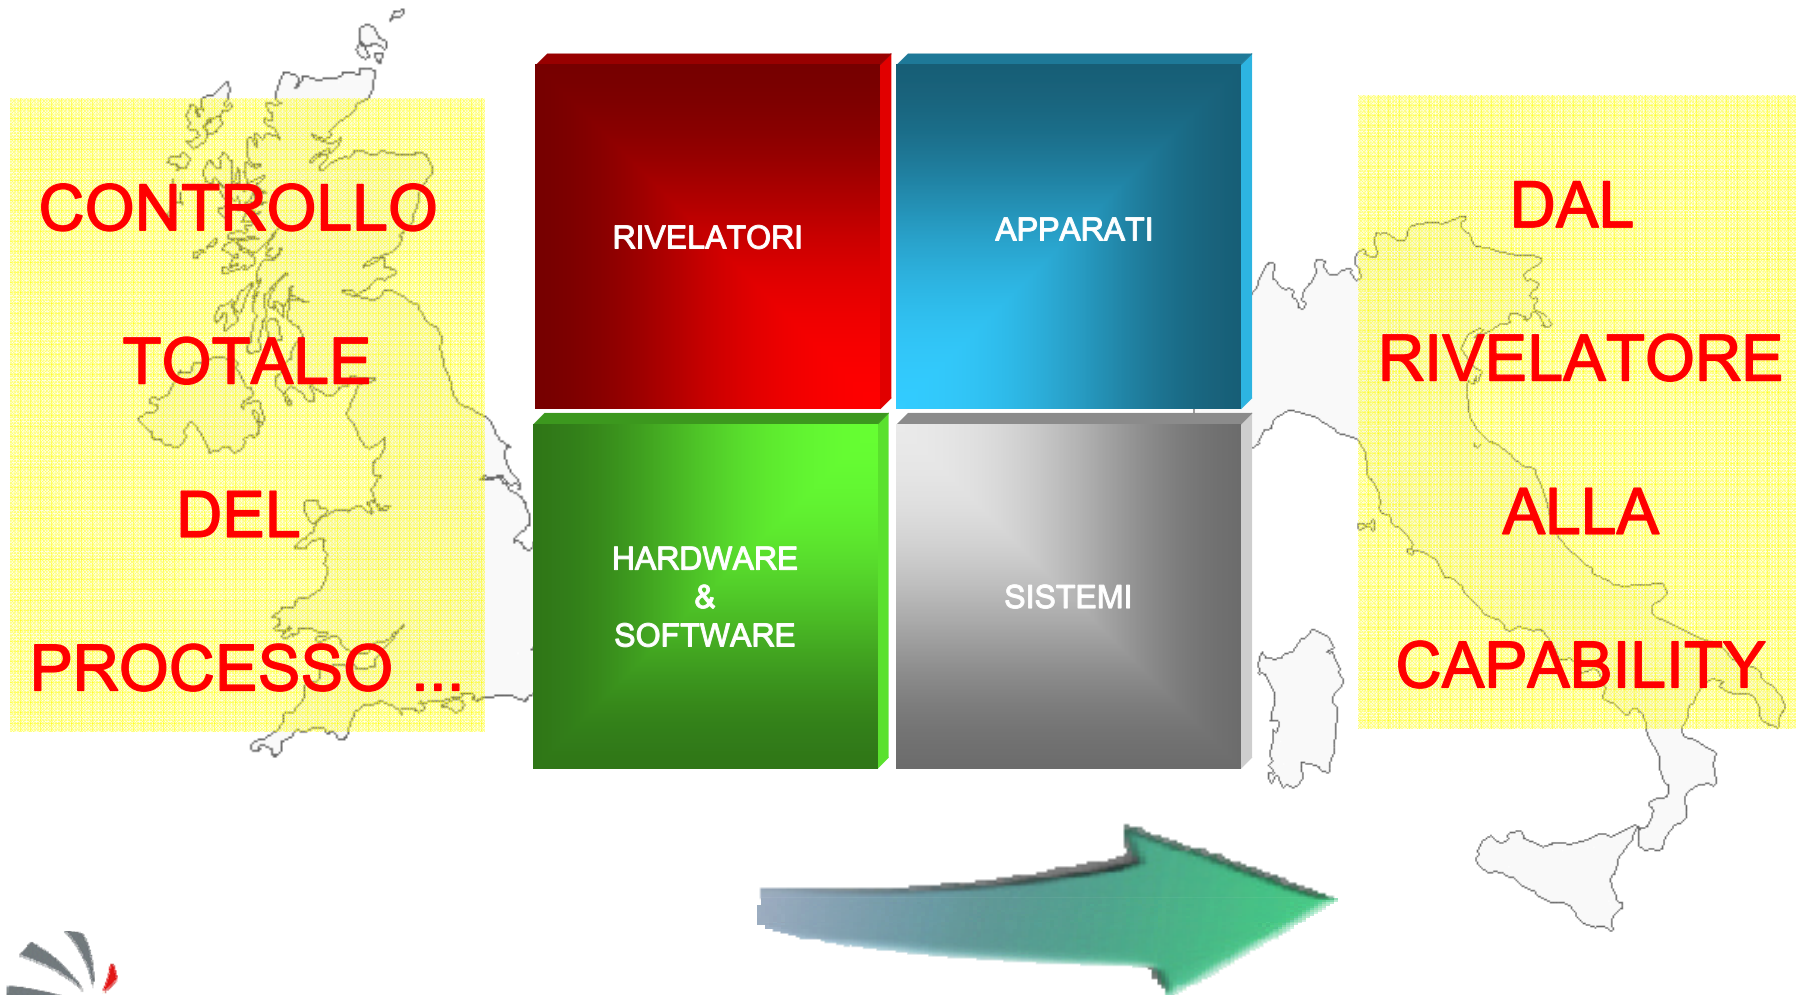 CONTROLLO
TOTALE
DEL
PROCESSO ...
RIVELATORI
APPARATI
HARDWARE
&
SOFTWARE
SISTEMI
DAL
RIVELATORE
ALLA
CAPABILITY